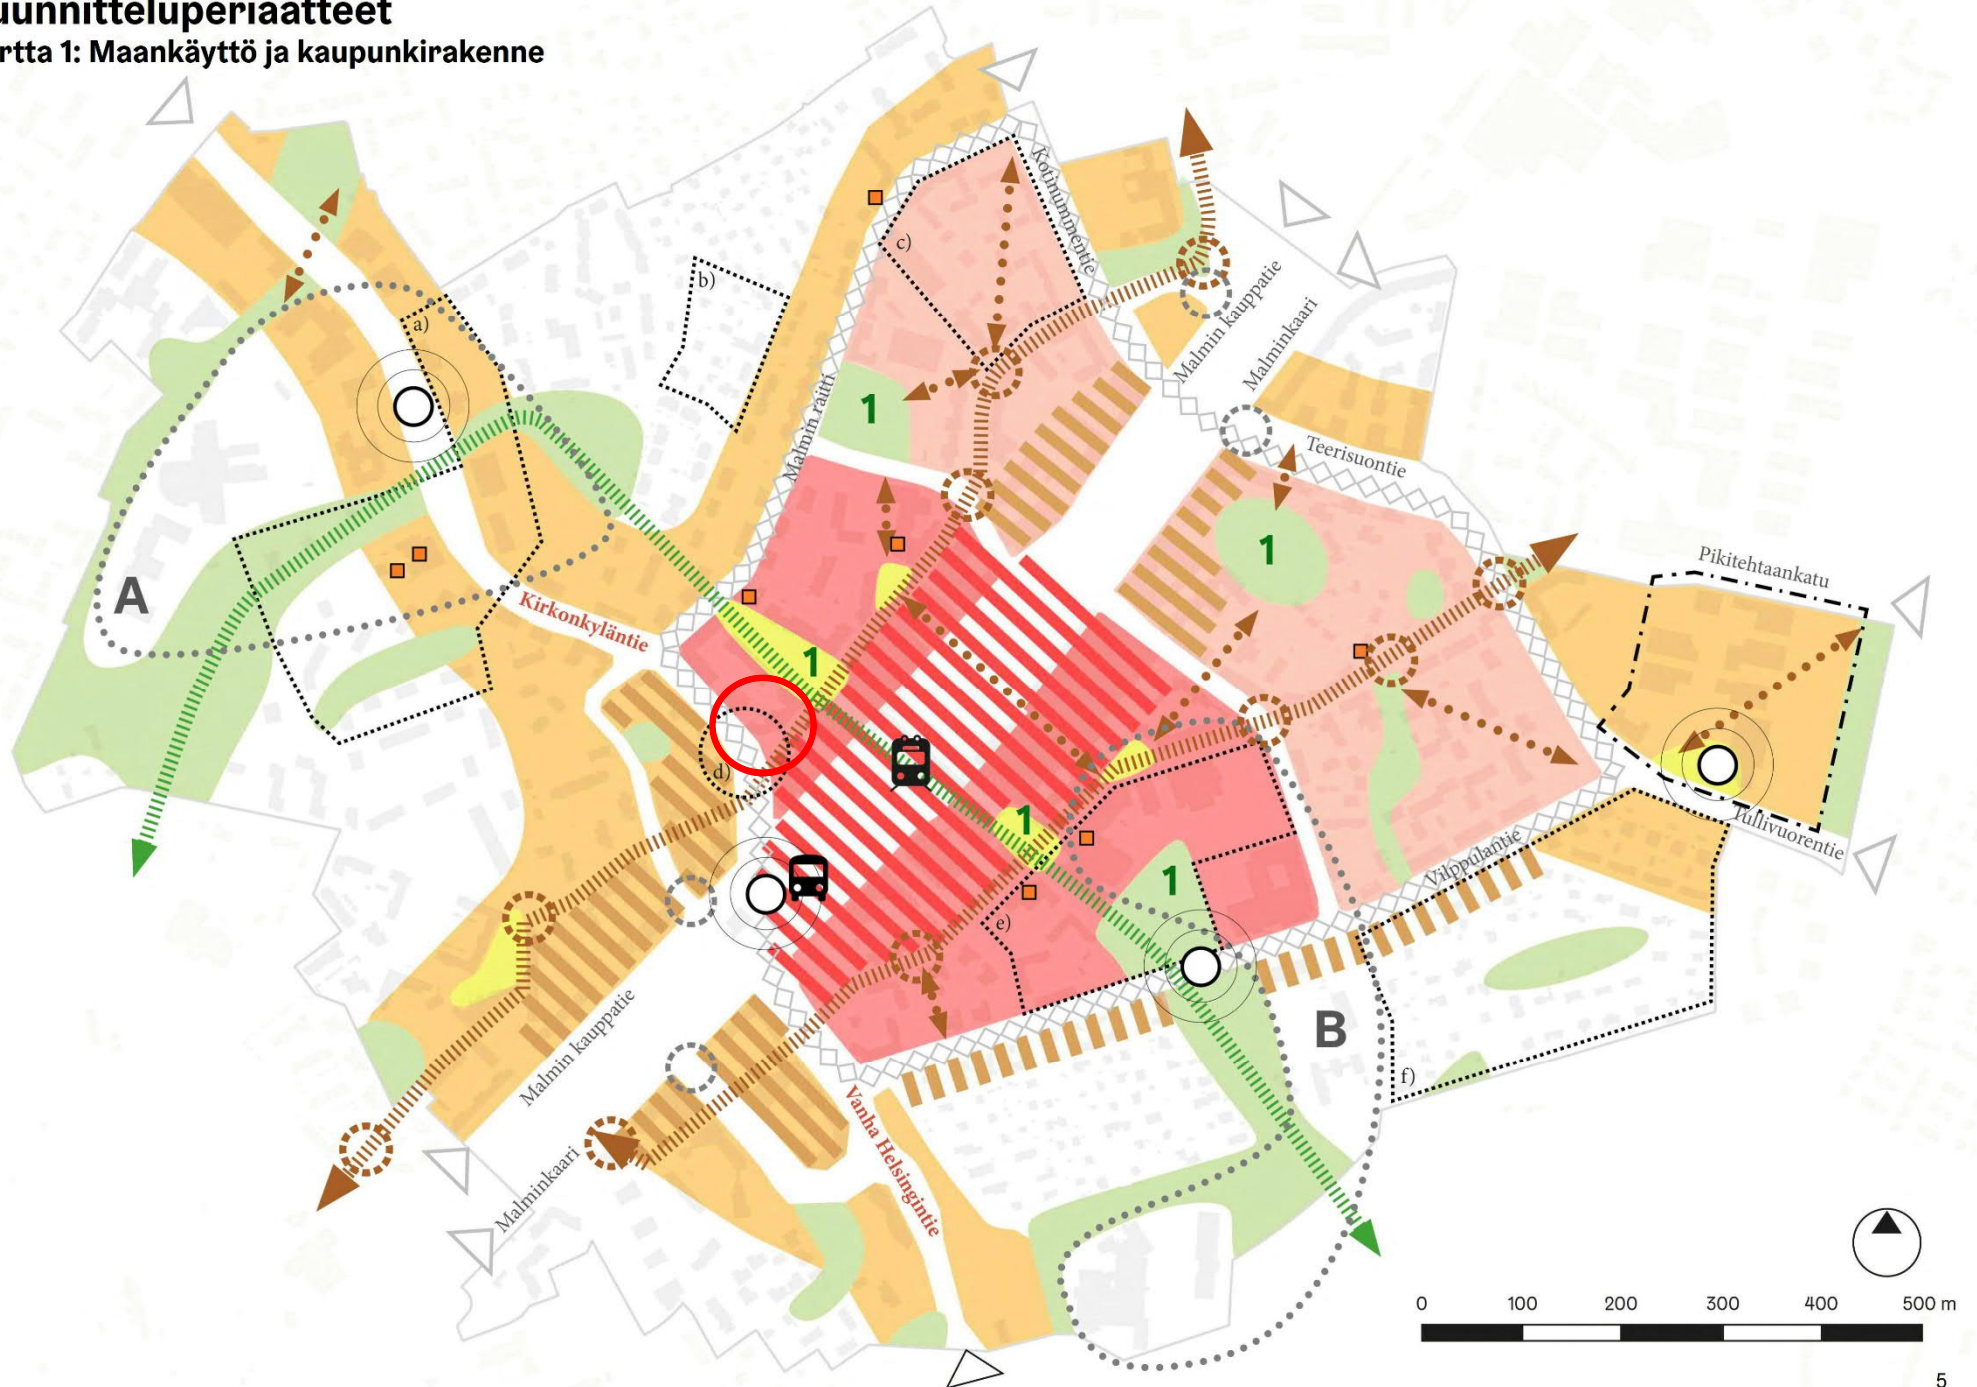 uunnitteluperiaatteet
rtta 1: Maankäyttö ja kaupunkirakenne
Kotinummentie
c)
b)
Malmin kauppatie
Malminkaari
a)
Malmin raitti
1
Teerisuontie
1
Pikitehtaankatu
A
Kirkonkyläntie
1
d)
1
Tullivuorentie
Vilppulantie
1
e)
Malmin kauppatie
B
f)
Vanha Helsingintie
Malminkaari
0 100 200 300 400 500 m
5